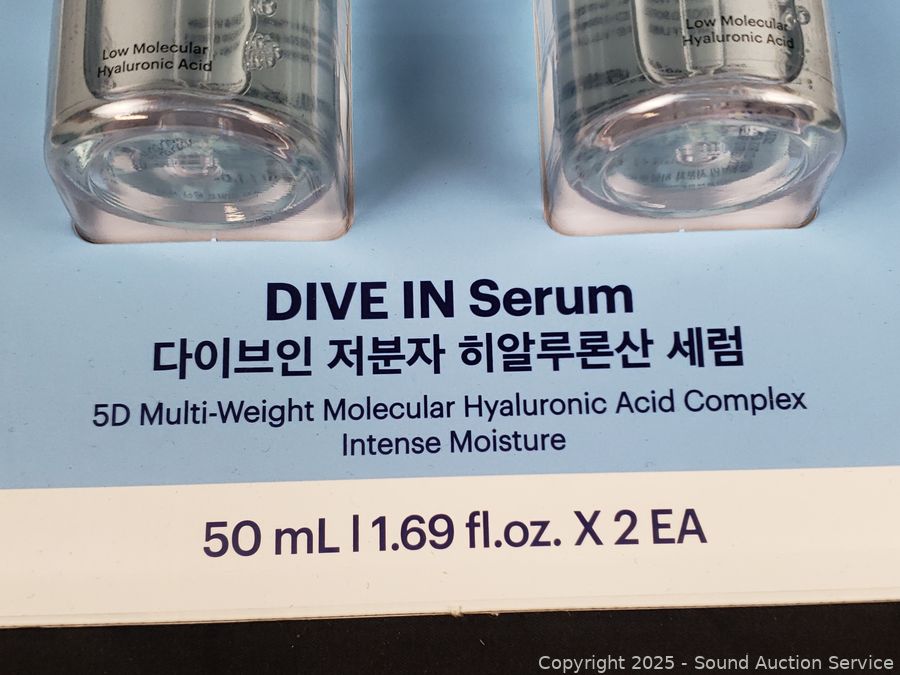 Low Molecular
Hyaluronic Acid
Low Molecular
Hyaluronic Acid
DIVE IN Serum
다이브인 저분자 히알루론산 세럼
5D Multi-Weight Molecular Hyaluronic Acid Complex
Intense Moisture
50 mL | 1.69 fl.oz. X 2 EA
Copyright 2025 - Sound Auction Service